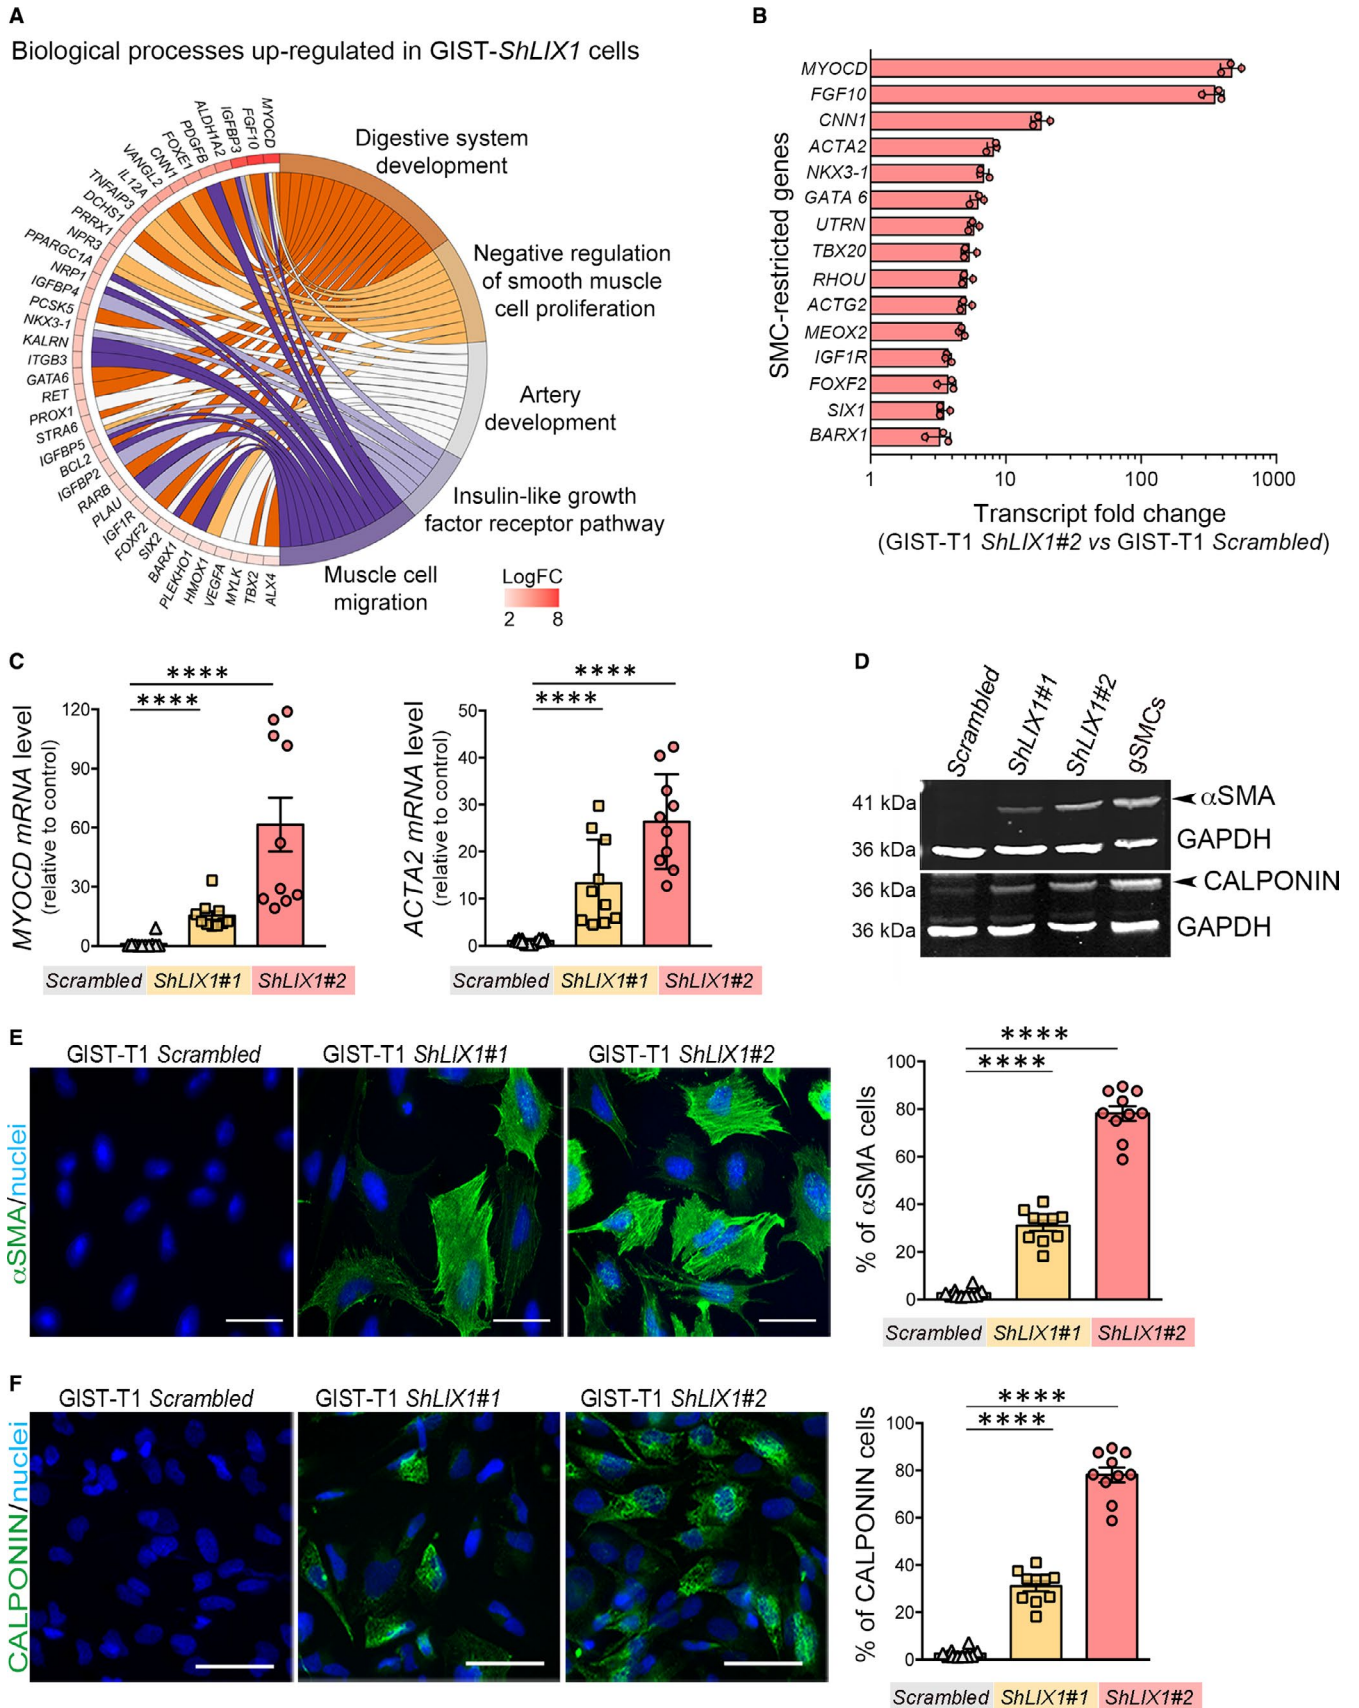 A
Biological processes up-regulated in GIST-ShLIX1 cells
MYOCD
FGF10
IGFBP3
ALDH1A2
PDGFB
FOXE1
CNN1
VANGL2
IL12A
TNFAIP3
DCHS1
PRRX1
NPR3
PPARGC1A
NRP1
IGFBP4
PCSK5
NKX3-1
KALRN
ITGB3
GATA6
RET
PROX1
STRA6
IGFBP5
BCL2
IGFBP2
RARB
PLAU
IGF1R
FOXF2
SIX2
BARX1
PLEKHO1
HMOX1
VEGFA
MYLK
TBX2
ALX4
Digestive system
development
Negative regulation
of smooth muscle
cell proliferation
Artery
development
Insulin-like growth
factor receptor pathway
Muscle cell
migration
LogFC
2 8
B
SMC-restricted genes
MYOCD
FGF10
CNN1
ACTA2
NKX3-1
GATA 6
UTRN
TBX20
RHOU
ACTG2
MEOX2
IGF1R
FOXF2
SIX1
BARX1
1 10 100 1000
Transcript fold change
(GIST-T1 ShLIX1#2 vs GIST-T1 Scrambled)
C
MYOCD mRNA level
(relative to control)
****
****
120
90
60
30
0
Scrambled ShLIX1#1 ShLIX1#2
ACTA2 mRNA level
(relative to control)
****
****
50
40
30
20
10
0
Scrambled ShLIX1#1 ShLIX1#2
D
Scrambled
ShLIX1#1
ShLIX1#2
gSMCs
41 kDa αSMA
36 kDa GAPDH
36 kDa CALPONIN
36 kDa GAPDH
E
αSMA/nuclei
GIST-T1 Scrambled
GIST-T1 ShLIX1#1
GIST-T1 ShLIX1#2
% of αSMA cells
****
****
100
80
60
40
20
0
Scrambled ShLIX1#1 ShLIX1#2
F
CALPONIN/nuclei
GIST-T1 Scrambled
GIST-T1 ShLIX1#1
GIST-T1 ShLIX1#2
% of CALPONIN cells
****
****
100
80
60
40
20
0
Scrambled ShLIX1#1 ShLIX1#2